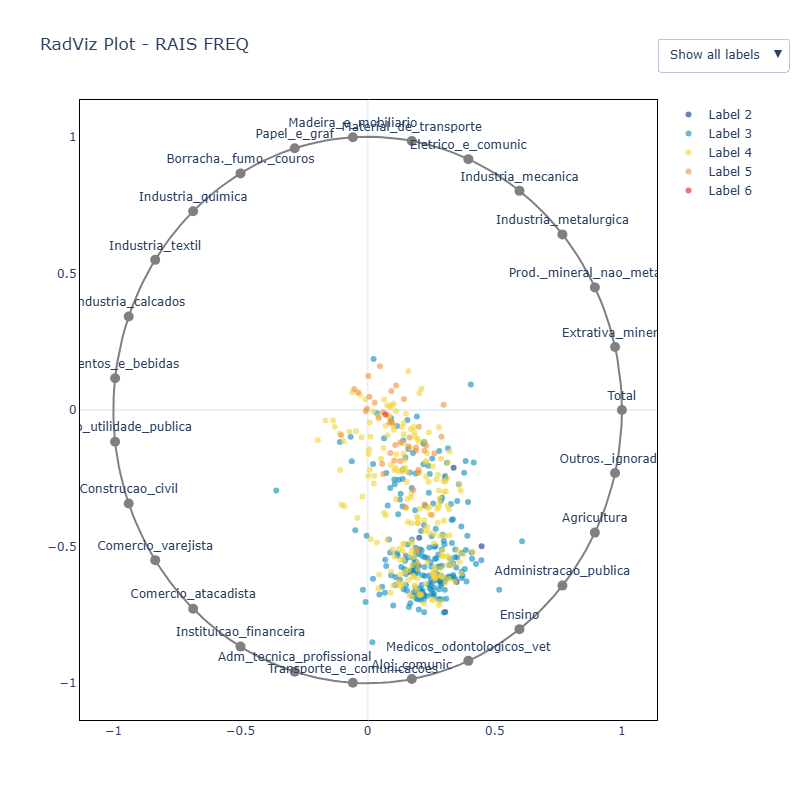 RadViz Plot - RAIS FREQ
Show all labels ▼
Label 2
Label 3
Label 4
Label 5
Label 6
Madeira_e_mobiliario
Material_de_transporte
Papel_e_graf
Eletrico_e_comunic
Borracha._fumo._couros
Industria_mecanica
Industria_quimica
Industria_metalurgica
Industria_textil
Prod._mineral_nao_meta
ndustria_calcados
Extrativa_miner
entos_e_bebidas
Total
o_utilidade_publica
Outros._ignorad
Construcao_civil
Agricultura
Comercio_varejista
Administracao_publica
Comercio_atacadista
Ensino
Instituicao_financeira
Medicos_odontologicos_vet
Adm_tecnica_profissional
Aloj_comunic
Transporte_e_comunicacoes
1
0.5
0
−0.5
−1
−1
−0.5
0
0.5
1